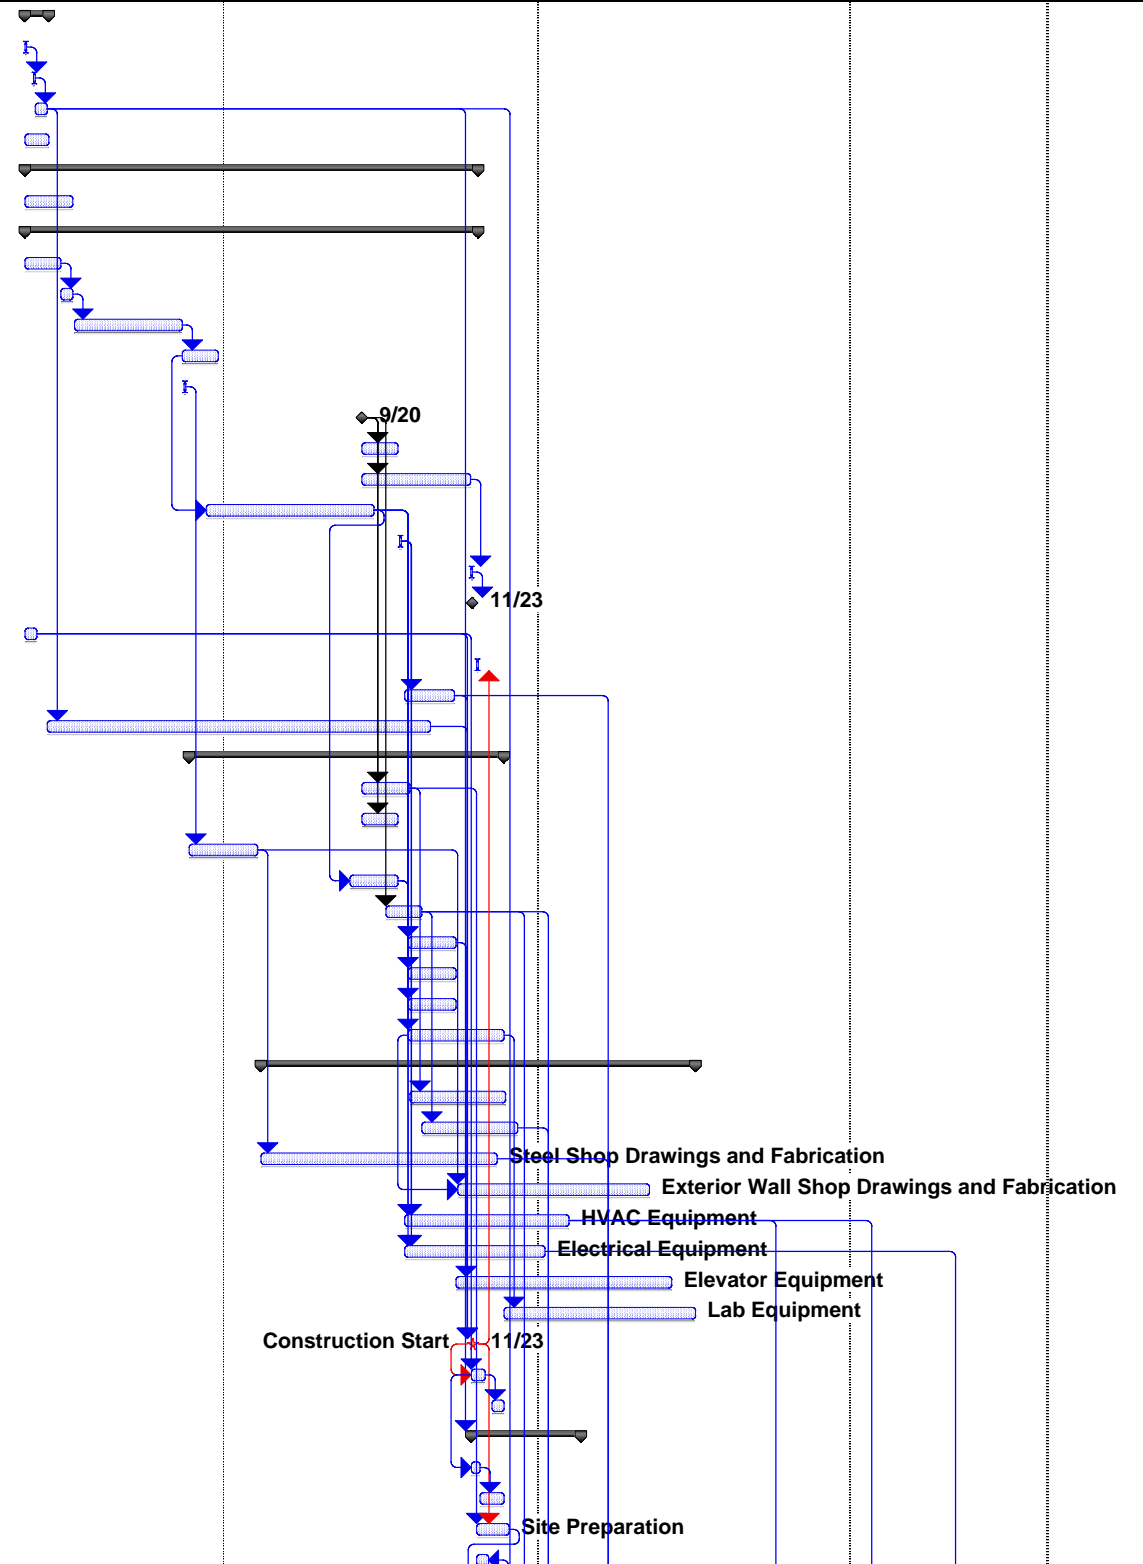 9/20
11/23
Steel Shop Drawings and Fabrication
Exterior Wall Shop Drawings and Fabrication
HVAC Equipment
Electrical Equipment
Elevator Equipment
Lab Equipment
Construction Start 11/23
Site Preparation